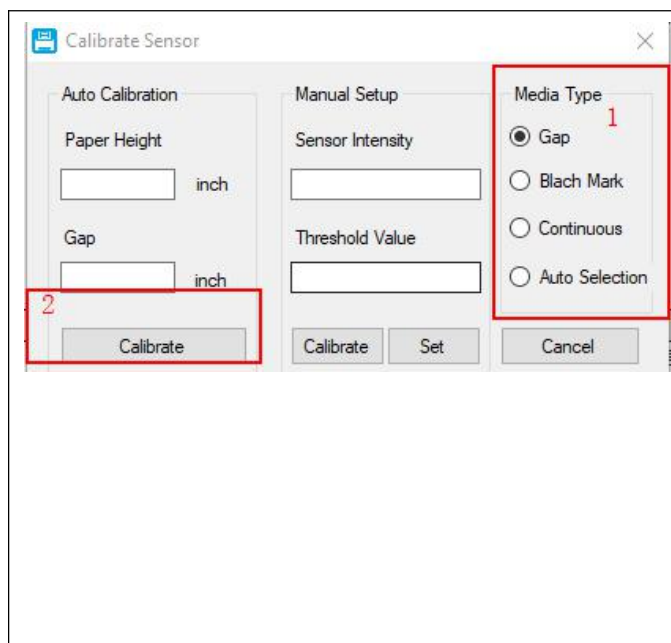 Calibrate Sensor
Auto Calibration
Paper Height
inch
Gap
inch
2
Calibrate
Manual Setup
Sensor Intensity
Threshold Value
Calibrate
Set
Media Type
1
Gap
Blach Mark
Continuous
Auto Selection
Cancel